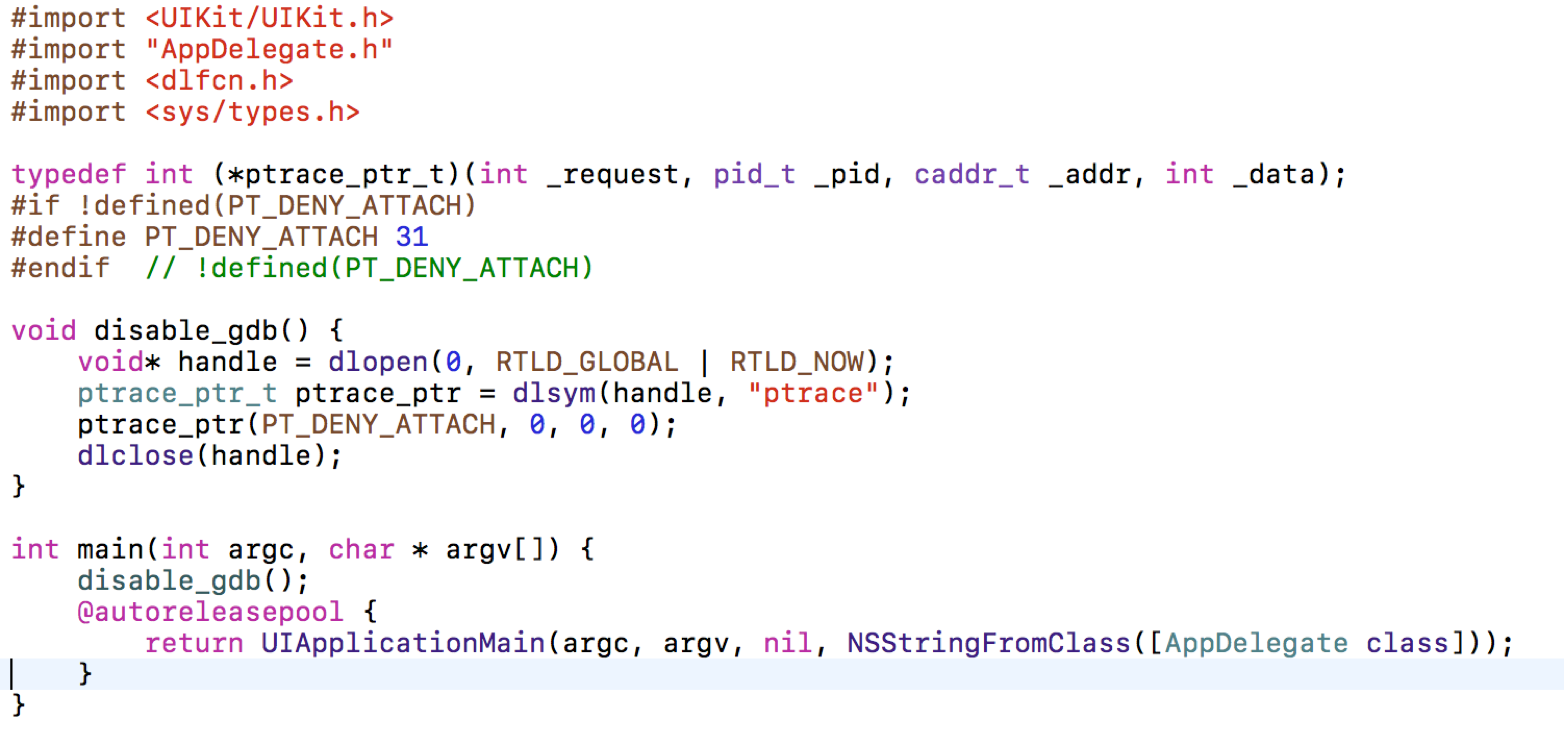 #import <UIKit/UIKit.h>
#import "AppDelegate.h"
#import <dlfcn.h>
#import <sys/types.h>

typedef int (*ptrace_ptr_t)(int _request, pid_t _pid, caddr_t _addr, int _data);
#if !defined(PT_DENY_ATTACH)
#define PT_DENY_ATTACH 31
#endif  // !defined(PT_DENY_ATTACH)

void disable_gdb() {
    void* handle = dlopen(0, RTLD_GLOBAL | RTLD_NOW);
    ptrace_ptr_t ptrace_ptr = dlsym(handle, "ptrace");
    ptrace_ptr(PT_DENY_ATTACH, 0, 0, 0);
    dlclose(handle);
}

int main(int argc, char * argv[]) {
    disable_gdb();
    @autoreleasepool {
        return UIApplicationMain(argc, argv, nil, NSStringFromClass([AppDelegate class]));
    }
}